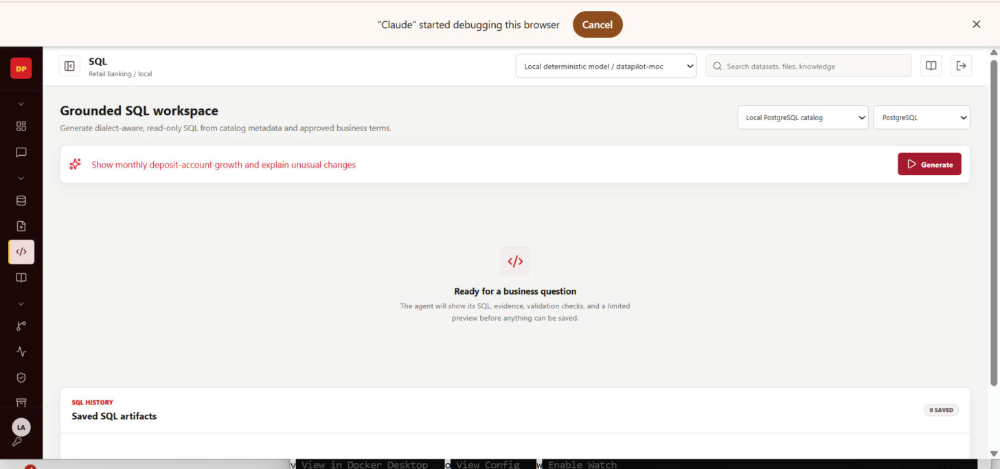 "Claude" started debugging this browser
Cancel
DP
SQL
Retail Banking / local
Local deterministic model / datapilot-moc
Search datasets, files, knowledge
Grounded SQL workspace
Generate dialect-aware, read-only SQL from catalog metadata and approved business terms.
Local PostgreSQL catalog
PostgreSQL
Show monthly deposit-account growth and explain unusual changes
Generate
Ready for a business question
The agent will show its SQL, evidence, validation checks, and a limited
preview before anything can be saved.
SQL HISTORY
Saved SQL artifacts
0 SAVED
LA
v View in Docker Desktop o View Config w Enable Watch